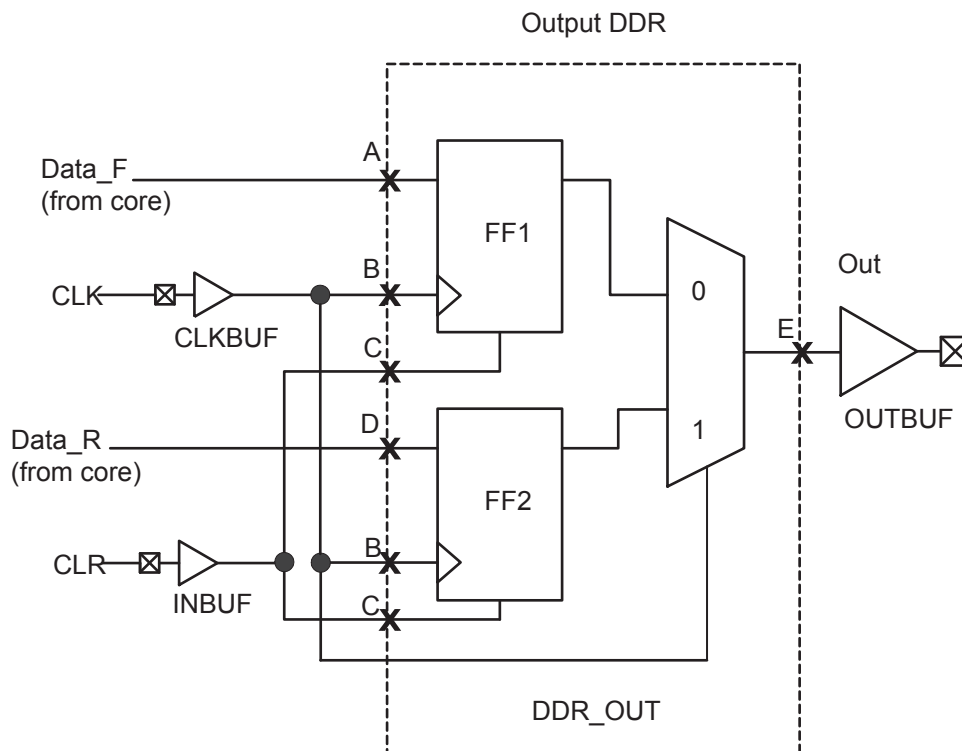 Output DDR
A
Data_F
(from core)
FF1
B
CLK
CLKBUF
0
Out
E
C
OUTBUF
D
Data_R
(from core)
1
FF2
B
CLR
INBUF
C
DDR_OUT